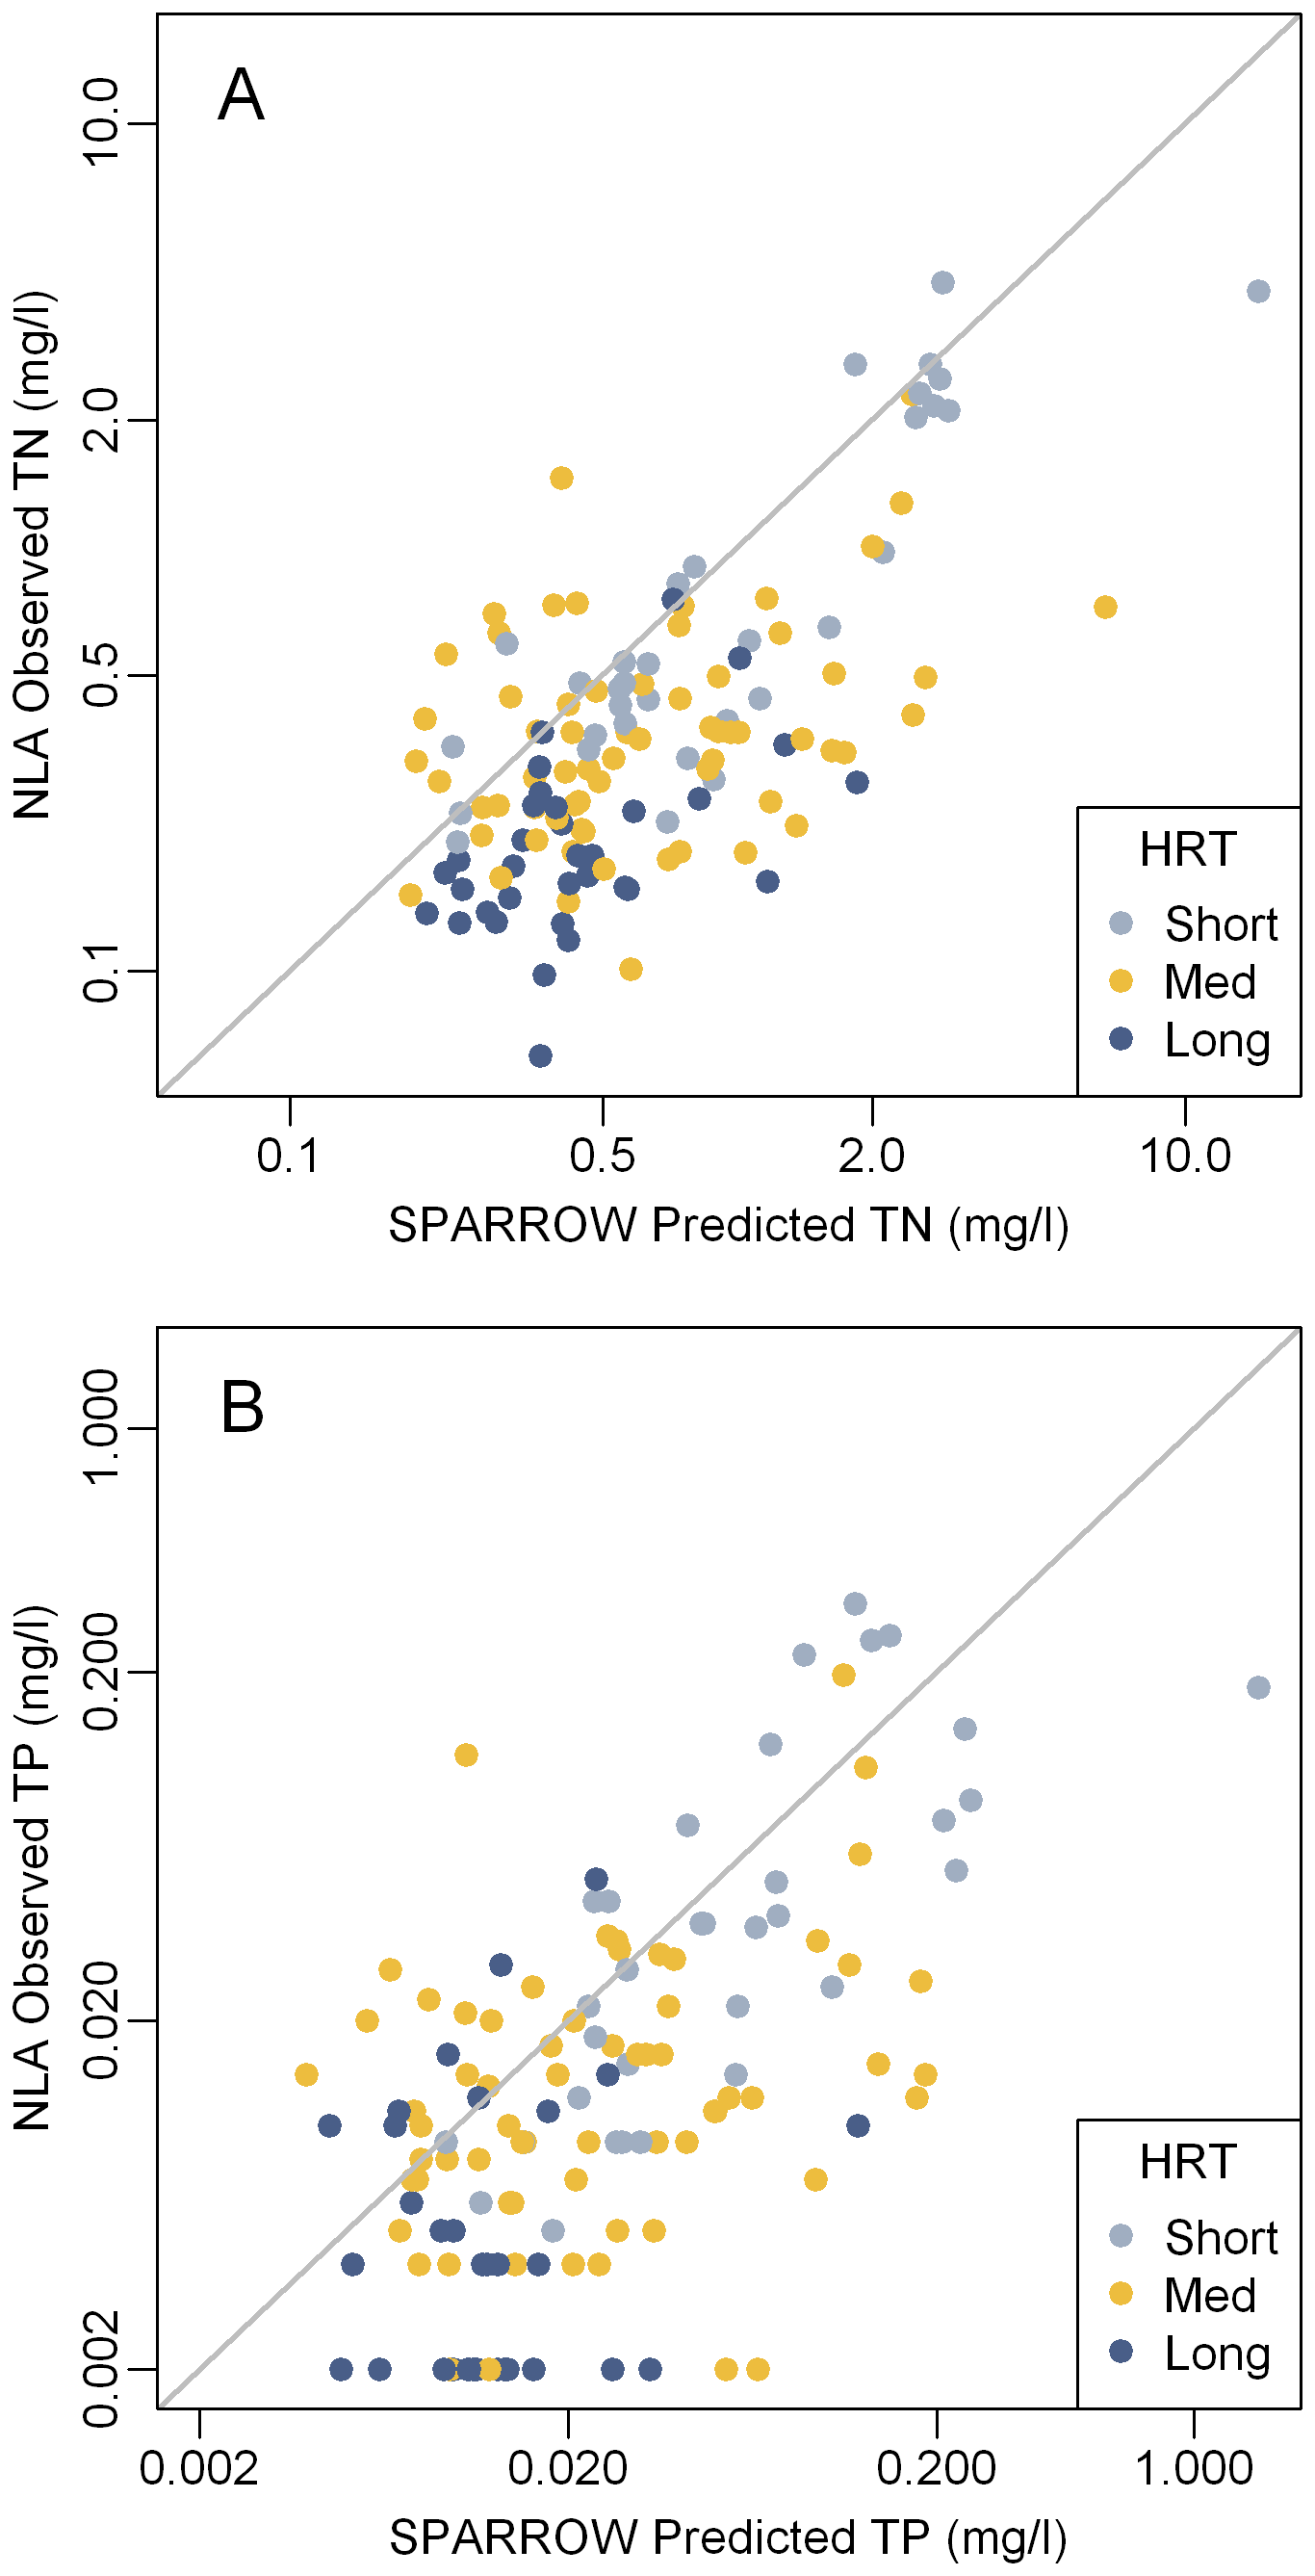 A
10.0
2.0
0.5
0.1
NLA Observed TN (mg/l)
HRT
Short
Med
Long
0.1 0.5 2.0 10.0
SPARROW Predicted TN (mg/l)
B
1.000
0.200
0.020
0.002
NLA Observed TP (mg/l)
HRT
Short
Med
Long
0.002 0.020 0.200 1.000
SPARROW Predicted TP (mg/l)